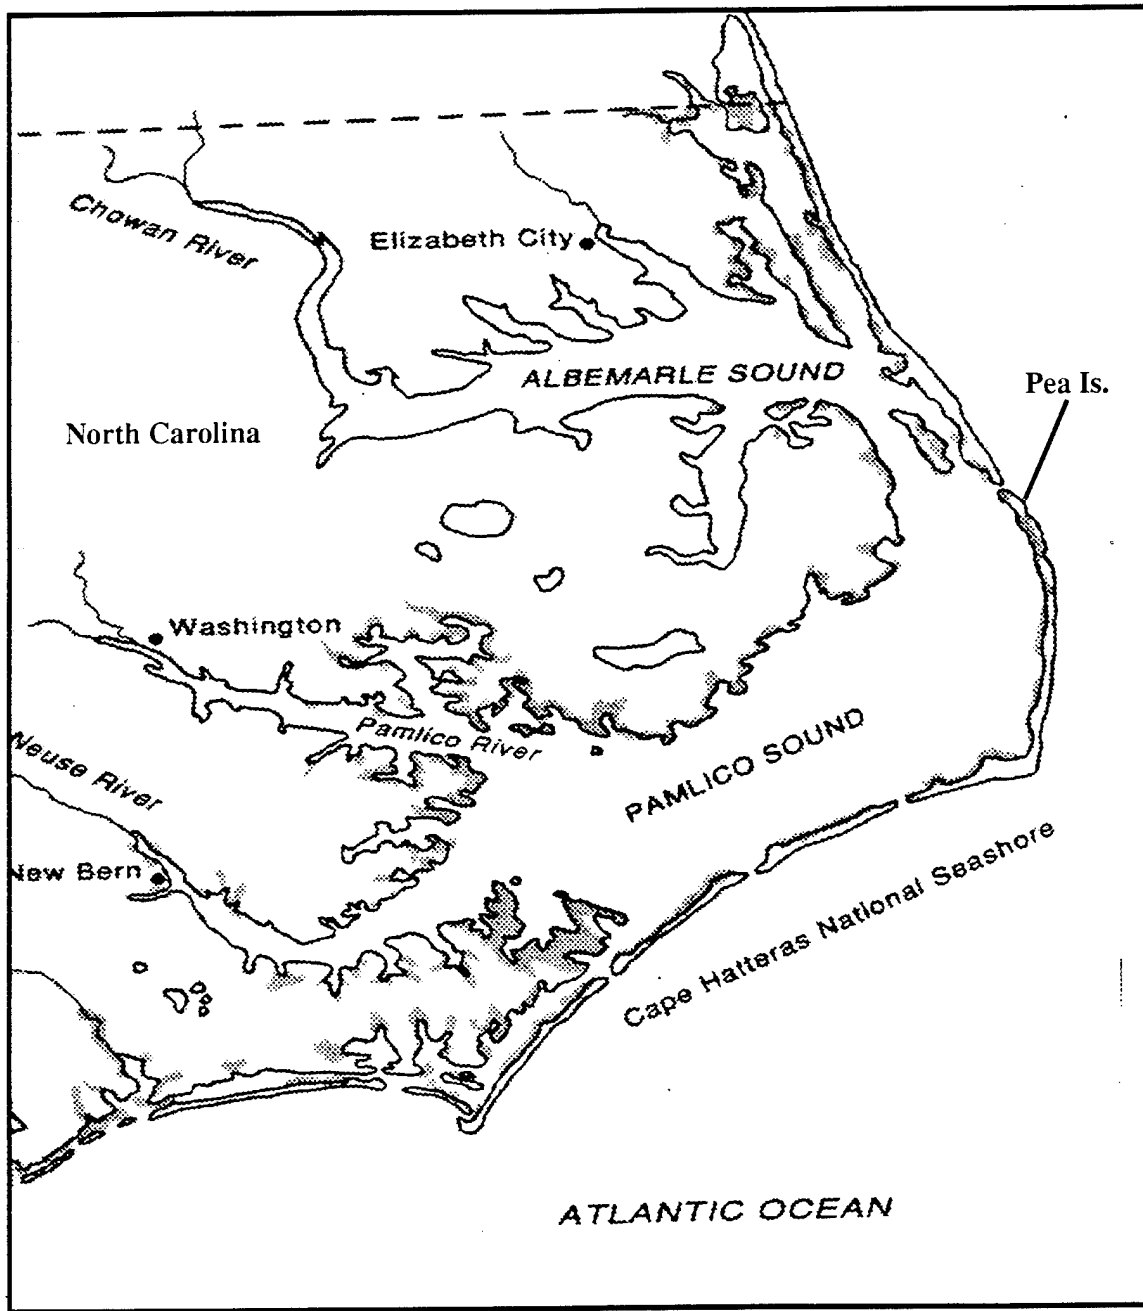 Chowan River
Elizabeth City
ALBEMARLE SOUND
Pea Is.
North Carolina
Washington
Pamlico River
Neuse River
PAMLICO SOUND
New Bern
Cape Hatteras National Seashore
ATLANTIC OCEAN